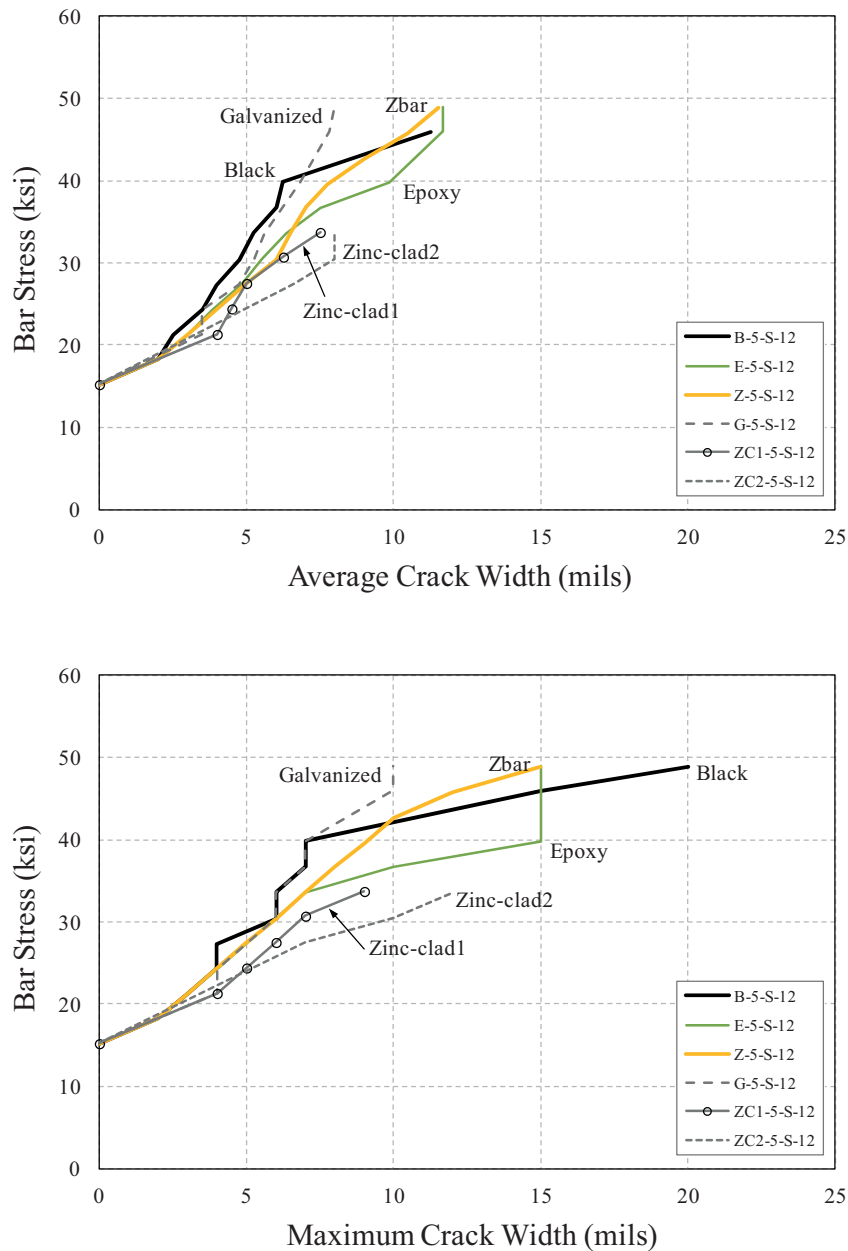 60
50
Zbar
Galvanized
Black
40
Epoxy
Zinc-clad2
30
Zinc-clad1
20
10
0
Bar Stress (ksi)
B-5-S-12
E-5-S-12
Z-5-S-12
G-5-S-12
ZC1-5-S-12
ZC2-5-S-12
0 5 10 15 20 25
Average Crack Width (mils)
60
50
Zbar
Black
Galvanized
40
Epoxy
Zinc-clad2
30
Zinc-clad1
20
10
0
Bar Stress (ksi)
B-5-S-12
E-5-S-12
Z-5-S-12
G-5-S-12
ZC1-5-S-12
ZC2-5-S-12
0 5 10 15 20 25
Maximum Crack Width (mils)